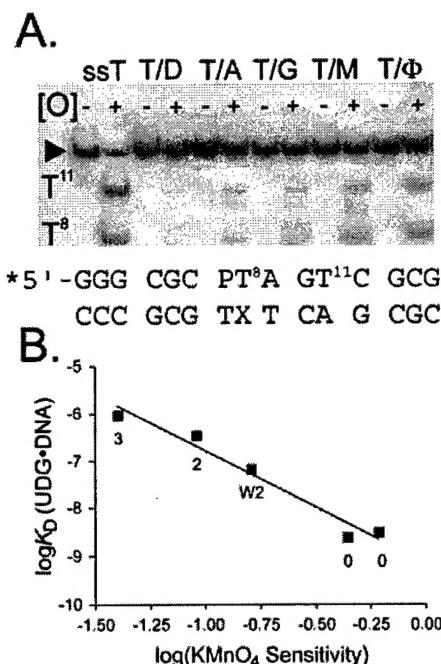 A.
ssT T/D T/A T/G T/M T/Φ
[O] - + - + - + - + - + - +
T¹¹
T⁸
*5'-GGG CGC PT⁸A GT¹¹C GCG
CCC GCG TX T CA G CGC
B.
logK_D (UDG•DNA)
-5
-6
-7
-8
-9
-10
3
2
W2
0
0
-1.50 -1.25 -1.00 -0.75 -0.50 -0.25 0.00
log(KMnO₄ Sensitivity)